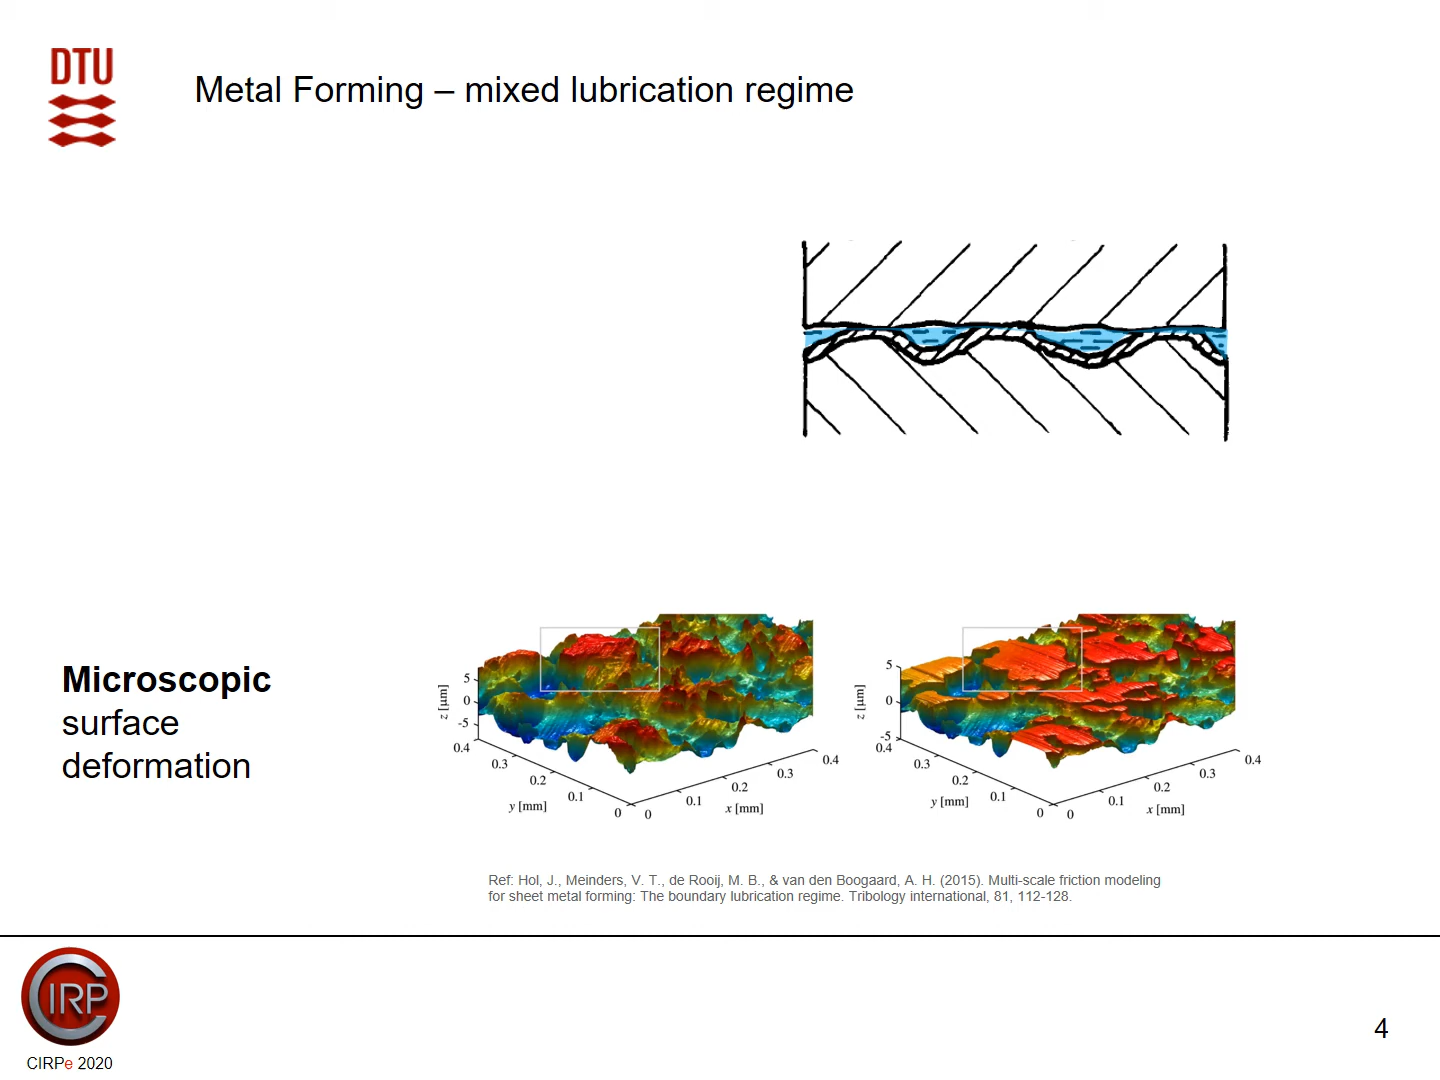 DTU
Metal Forming – mixed lubrication regime
Microscopic
surface
deformation
z [µm]
5
0
-5
0.4
0.3
0.2
0.1
0
y [mm]
0
0.1
0.2
0.3
0.4
x [mm]
z [µm]
5
0
-5
0.4
0.3
0.2
0.1
0
y [mm]
0
0.1
0.2
0.3
0.4
x [mm]
Ref: Hol, J., Meinders, V. T., de Rooij, M. B., & van den Boogaard, A. H. (2015). Multi-scale friction modeling
for sheet metal forming: The boundary lubrication regime. Tribology international, 81, 112-128.
CIRP
CIRPe 2020
4